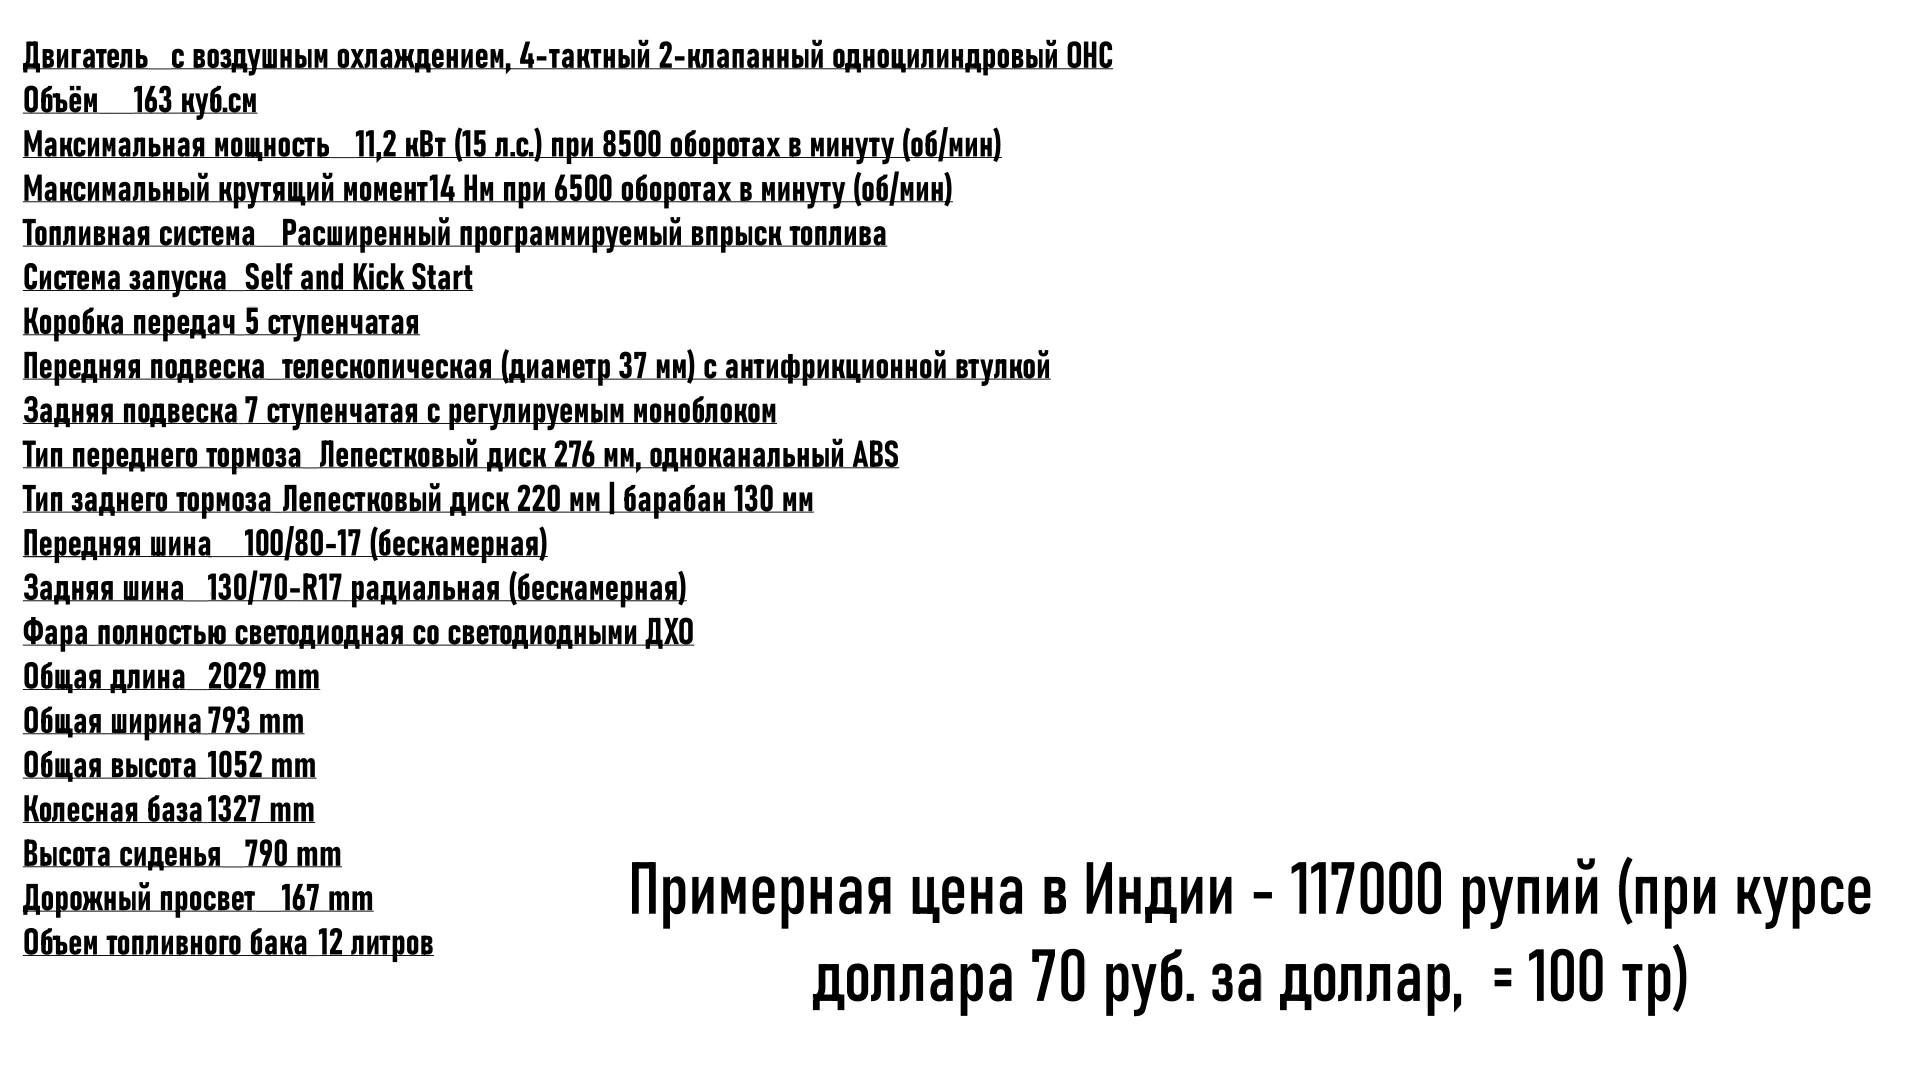 Двигатель с воздушным охлаждением, 4-тактный 2-клапанный одноцилиндровый OHC
Объём 163 куб.см
Максимальная мощность 11,2 кВт (15 л.с.) при 8500 оборотах в минуту (об/мин)
Максимальный крутящий момент14 Нм при 6500 оборотах в минуту (об/мин)
Топливная система Расширенный программируемый впрыск топлива
Система запуска Self and Kick Start
Коробка передач 5 ступенчатая
Передняя подвеска телескопическая (диаметр 37 мм) с антифрикционной втулкой
Задняя подвеска 7 ступенчатая с регулируемым моноблоком
Тип переднего тормоза Лепестковый диск 276 мм, одноканальный ABS
Тип заднего тормоза Лепестковый диск 220 мм | барабан 130 мм
Передняя шина 100/80-17 (бескамерная)
Задняя шина 130/70-R17 радиальная (бескамерная)
Фара полностью светодиодная со светодиодными ДХО
Общая длина 2029 mm
Общая ширина 793 mm
Общая высота 1052 mm
Колесная база 1327 mm
Высота сиденья 790 mm
Дорожный просвет 167 mm
Объем топливного бака 12 литров
Примерная цена в Индии - 117000 рупий (при курсе
доллара 70 руб. за доллар, = 100 тр)